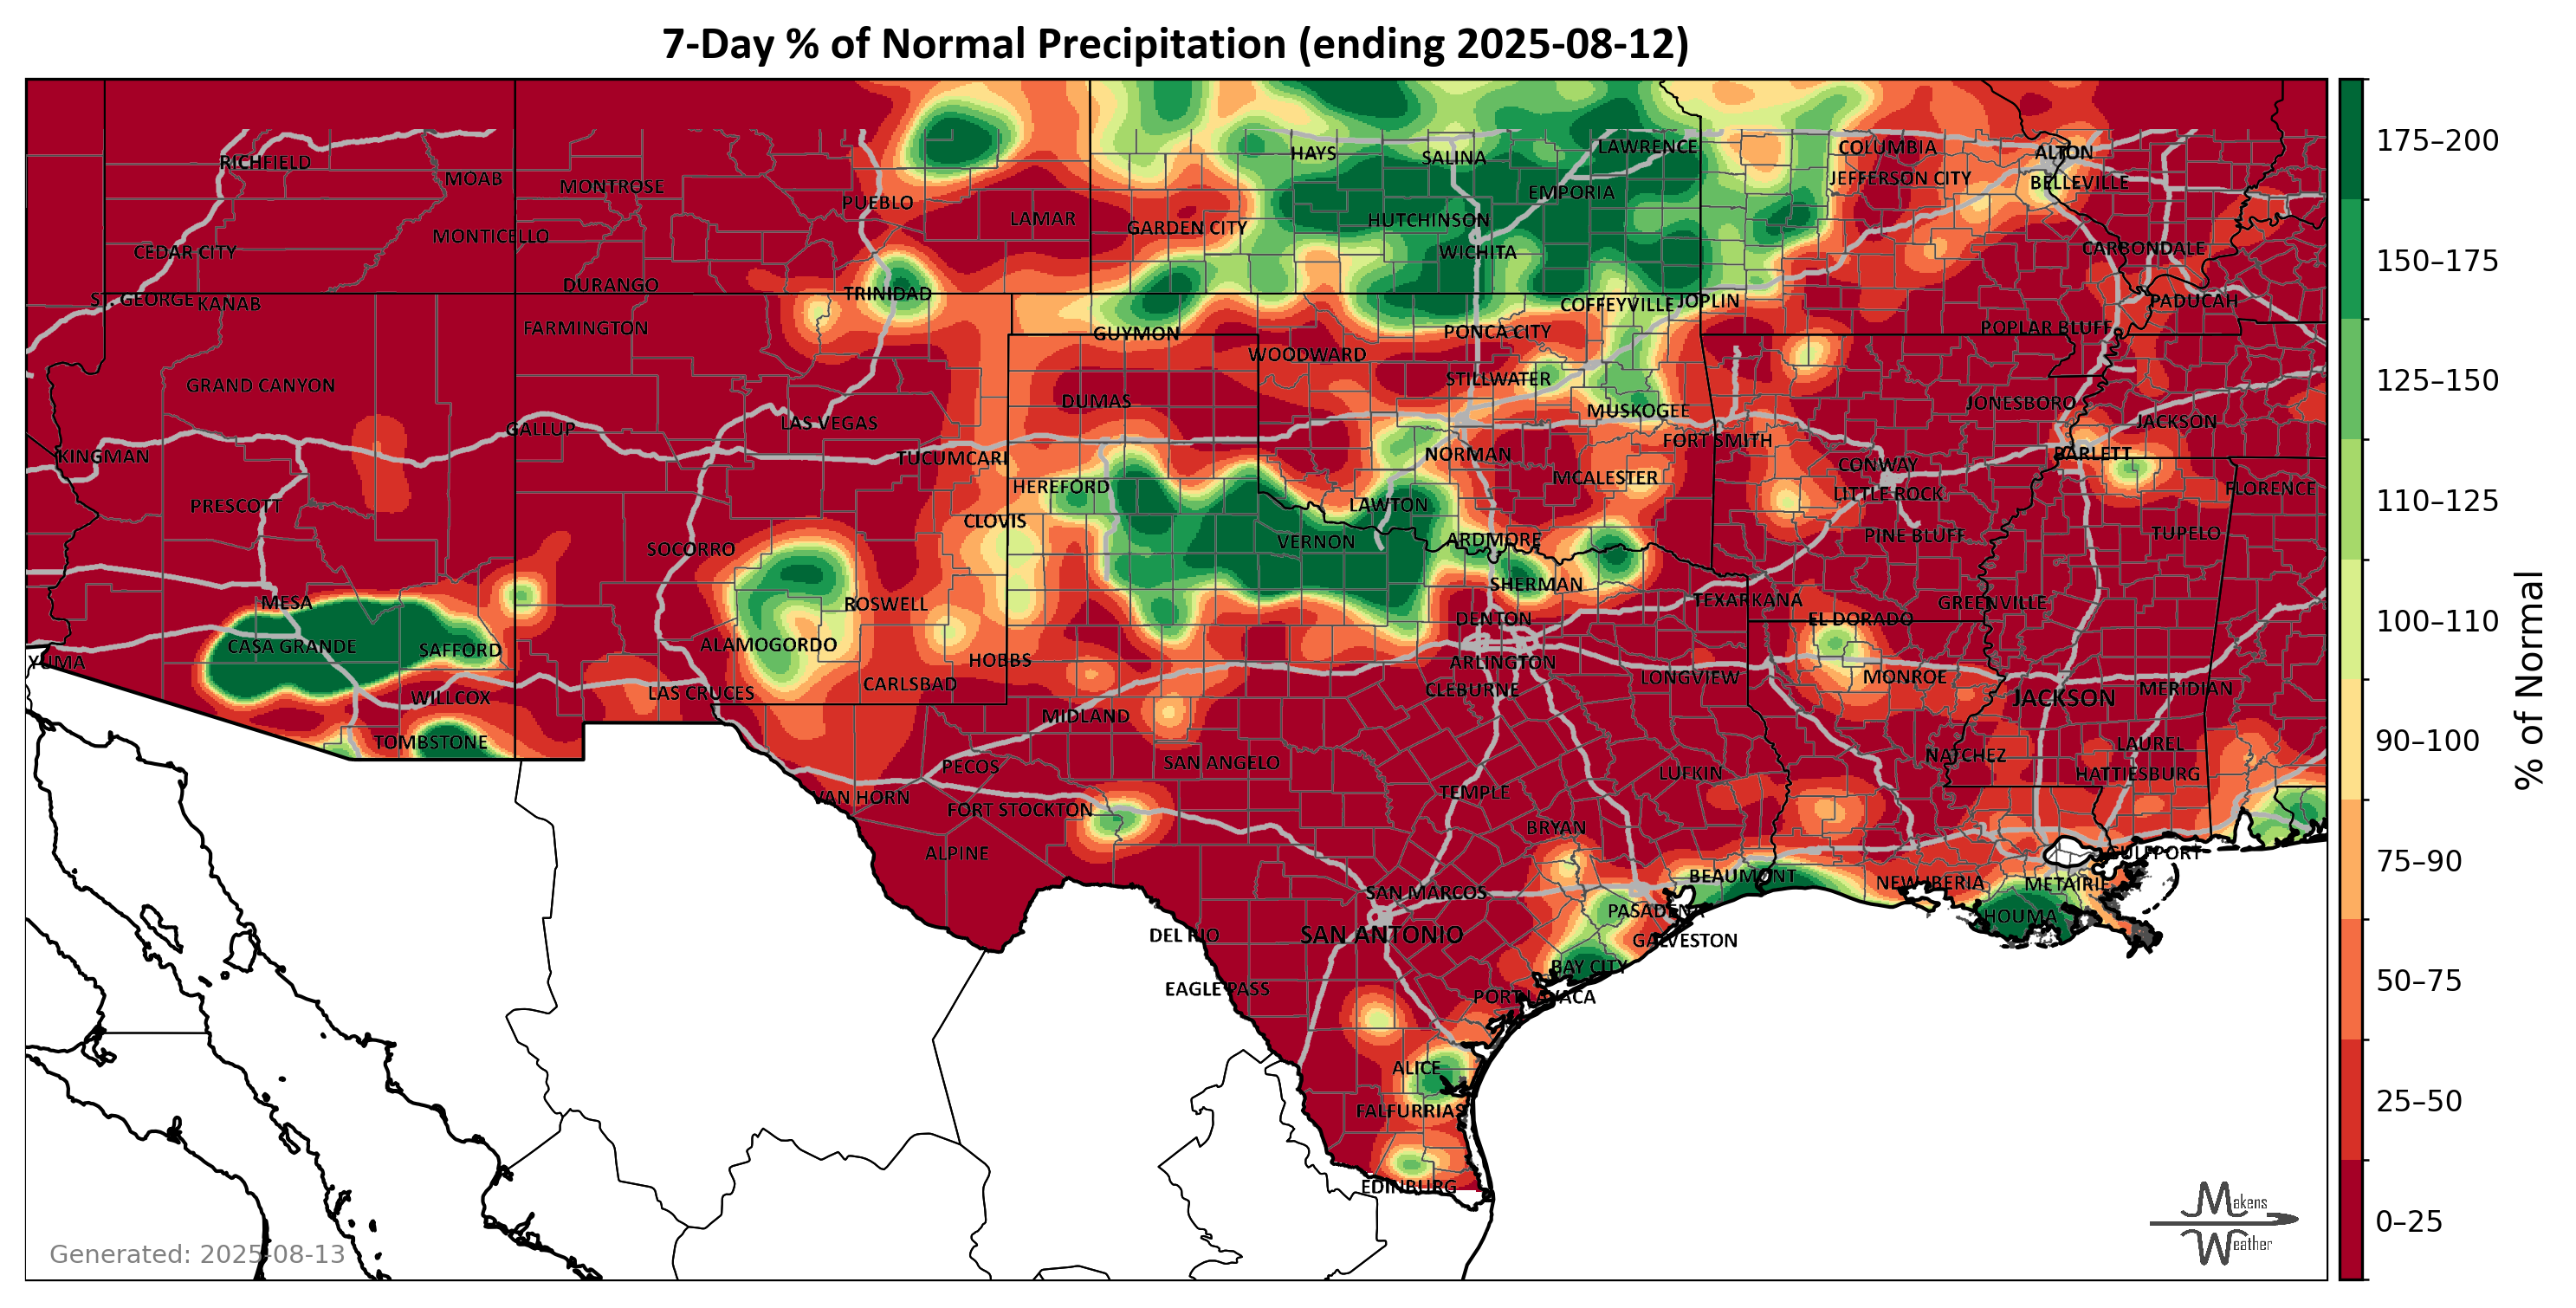 7-Day % of Normal Precipitation (ending 2025-08-12)
RICHFIELD
MOAB
MONTROSE
PUEBLO
LAMAR
HAYS
SALINA
LAWRENCE
COLUMBIA
ALTON
EMPORIA
JEFFERSON CITY
BELLEVILLE
CEDAR CITY
MONTICELLO
GARDEN CITY
HUTCHINSON
WICHITA
CARBONDALE
ST. GEORGE
KANAB
DURANGO
TRINIDAD
COFFEYVILLE
JOPLIN
PADUCAH
FARMINGTON
GUYMON
PONCA CITY
POPLAR BLUFF
WOODWARD
GRAND CANYON
DUMAS
STILLWATER
MUSKOGEE
JONESBORO
JACKSON
GALLUP
LAS VEGAS
FORT SMITH
KINGMAN
TUCUMCARI
NORMAN
CONWAY
BARLETT
PRESCOTT
HEREFORD
LAWTON
MCALESTER
LITTLE ROCK
FLORENCE
CLOVIS
SOCORRO
VERNON
ARDMORE
PINE BLUFF
TUPELO
MESA
ROSWELL
SHERMAN
TEXARKANA
GREENVILLE
CASA GRANDE
SAFFORD
ALAMOGORDO
DENTON
EL DORADO
YUMA
HOBBS
ARLINGTON
WILLCOX
LAS CRUCES
CARLSBAD
CLEBURNE
LONGVIEW
MONROE
JACKSON
MERIDIAN
TOMBSTONE
MIDLAND
PECOS
SAN ANGELO
NATCHEZ
LAUREL
VAN HORN
FORT STOCKTON
TEMPLE
LUFKIN
HATTIESBURG
ALPINE
BRYAN
GULFPORT
SAN MARCOS
BEAUMONT
NEW IBERIA
METAIRIE
DEL RIO
SAN ANTONIO
PASADENA
GALVESTON
HOUMA
EAGLE PASS
BAY CITY
PORT LAVACA
ALICE
FALFURRIAS
EDINBURG
Generated: 2025-08-13
Makens
Weather
175–200
150–175
125–150
110–125
100–110
90–100
75–90
50–75
25–50
0–25
% of Normal